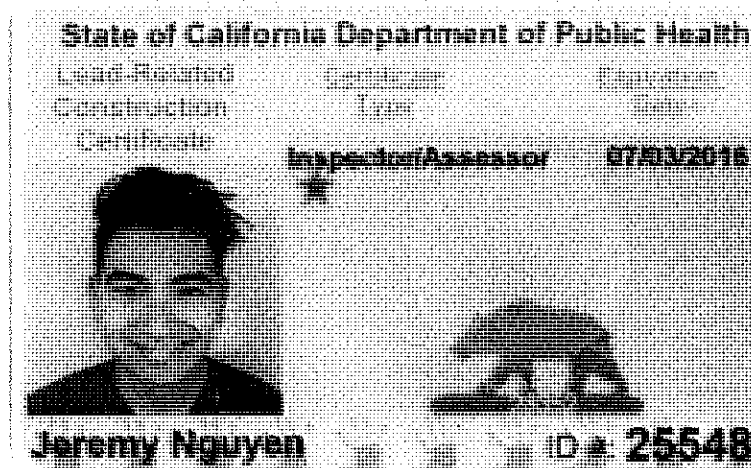 State of California Department of Public Health
Lead-Related Construction Certificate
Certificate Type
Expiration Date
Inspector/Assessor 07/03/2016
Jeremy Nguyen ID #: 25548